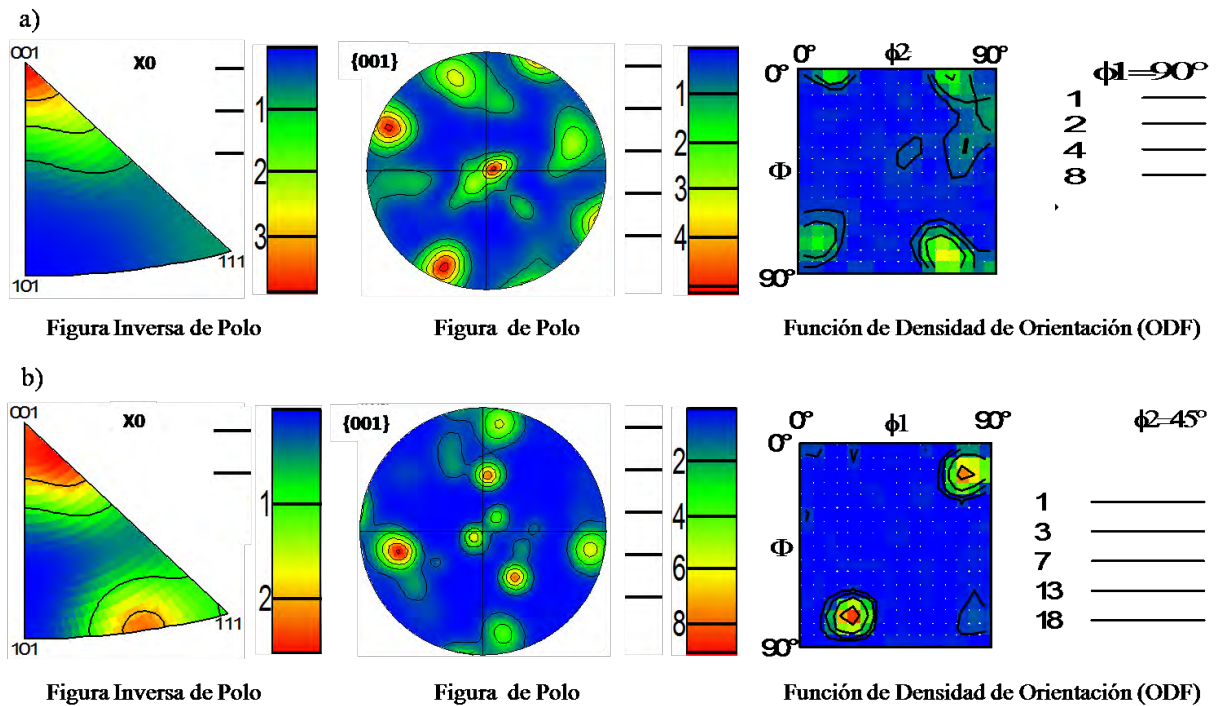 a)
001
X0
101
111
1
2
3
{001}
1
2
3
4
0°
ϕ2
90°
0°
Φ
90°
ϕ1=90°
1
2
4
8
Figura Inversa de Polo
Figura de Polo
Función de Densidad de Orientación (ODF)
b)
001
X0
101
111
1
2
{001}
2
4
6
8
0°
ϕ1
90°
0°
Φ
90°
ϕ2=45°
1
3
7
13
18
Figura Inversa de Polo
Figura de Polo
Función de Densidad de Orientación (ODF)